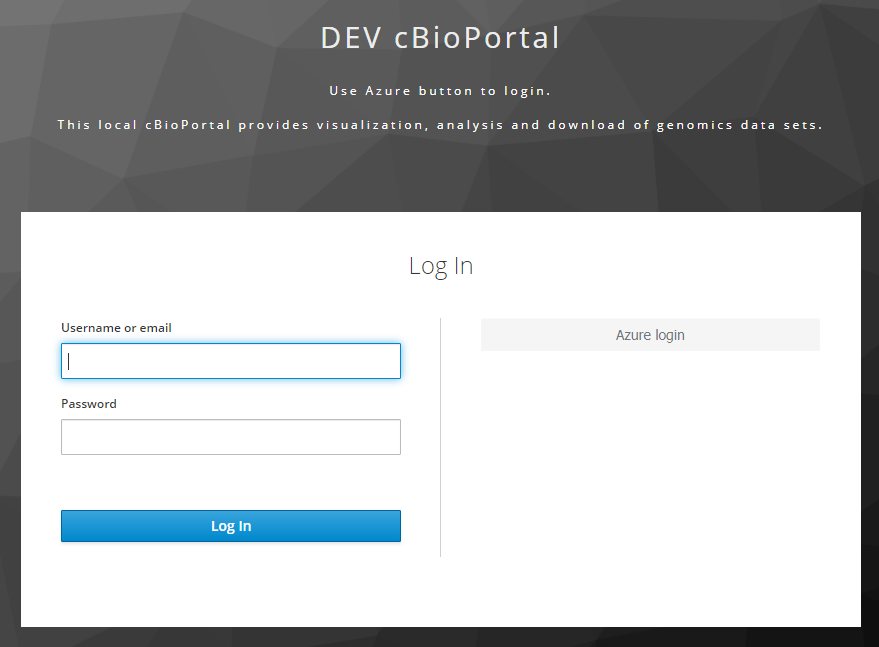 DEV cBioPortal
Use Azure button to login.
This local cBioPortal provides visualization, analysis and download of genomics data sets.
Log In
Username or email
Password
Log In
Azure login